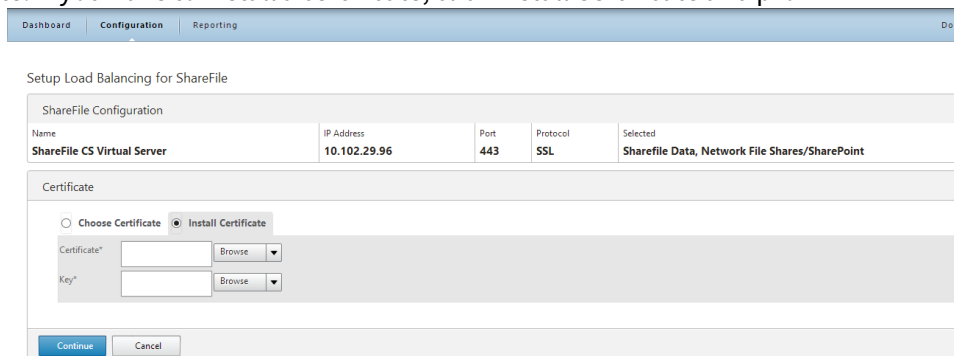 Dashboard Configuration Reporting Do
Setup Load Balancing for ShareFile
ShareFile Configuration
Name IP Address Port Protocol Selected
ShareFile CS Virtual Server 10.102.29.96 443 SSL Sharefile Data, Network File Shares/SharePoint
Certificate
Choose Certificate Install Certificate
Certificate* Browse
Key* Browse
Continue Cancel